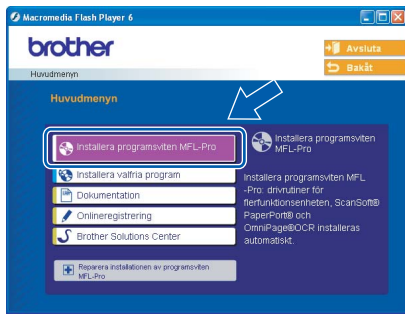 Macromedia Flash Player 6
brother
Avsluta
Bakåt
Huvudmenyn
Huvudmenyn
Installera programsviten MFL-Pro
Installera valfria program
Dokumentation
Onlineregistrering
Brother Solutions Center
Reparera installationen av programsviten
MFL-Pro
Installera programsviten
MFL-Pro
Installera programsviten MFL
-Pro: drivrutiner för
flerfunktionsenheten, ScanSoft®
PaperPort® och
OmniPage®OCR installeras
automatiskt.